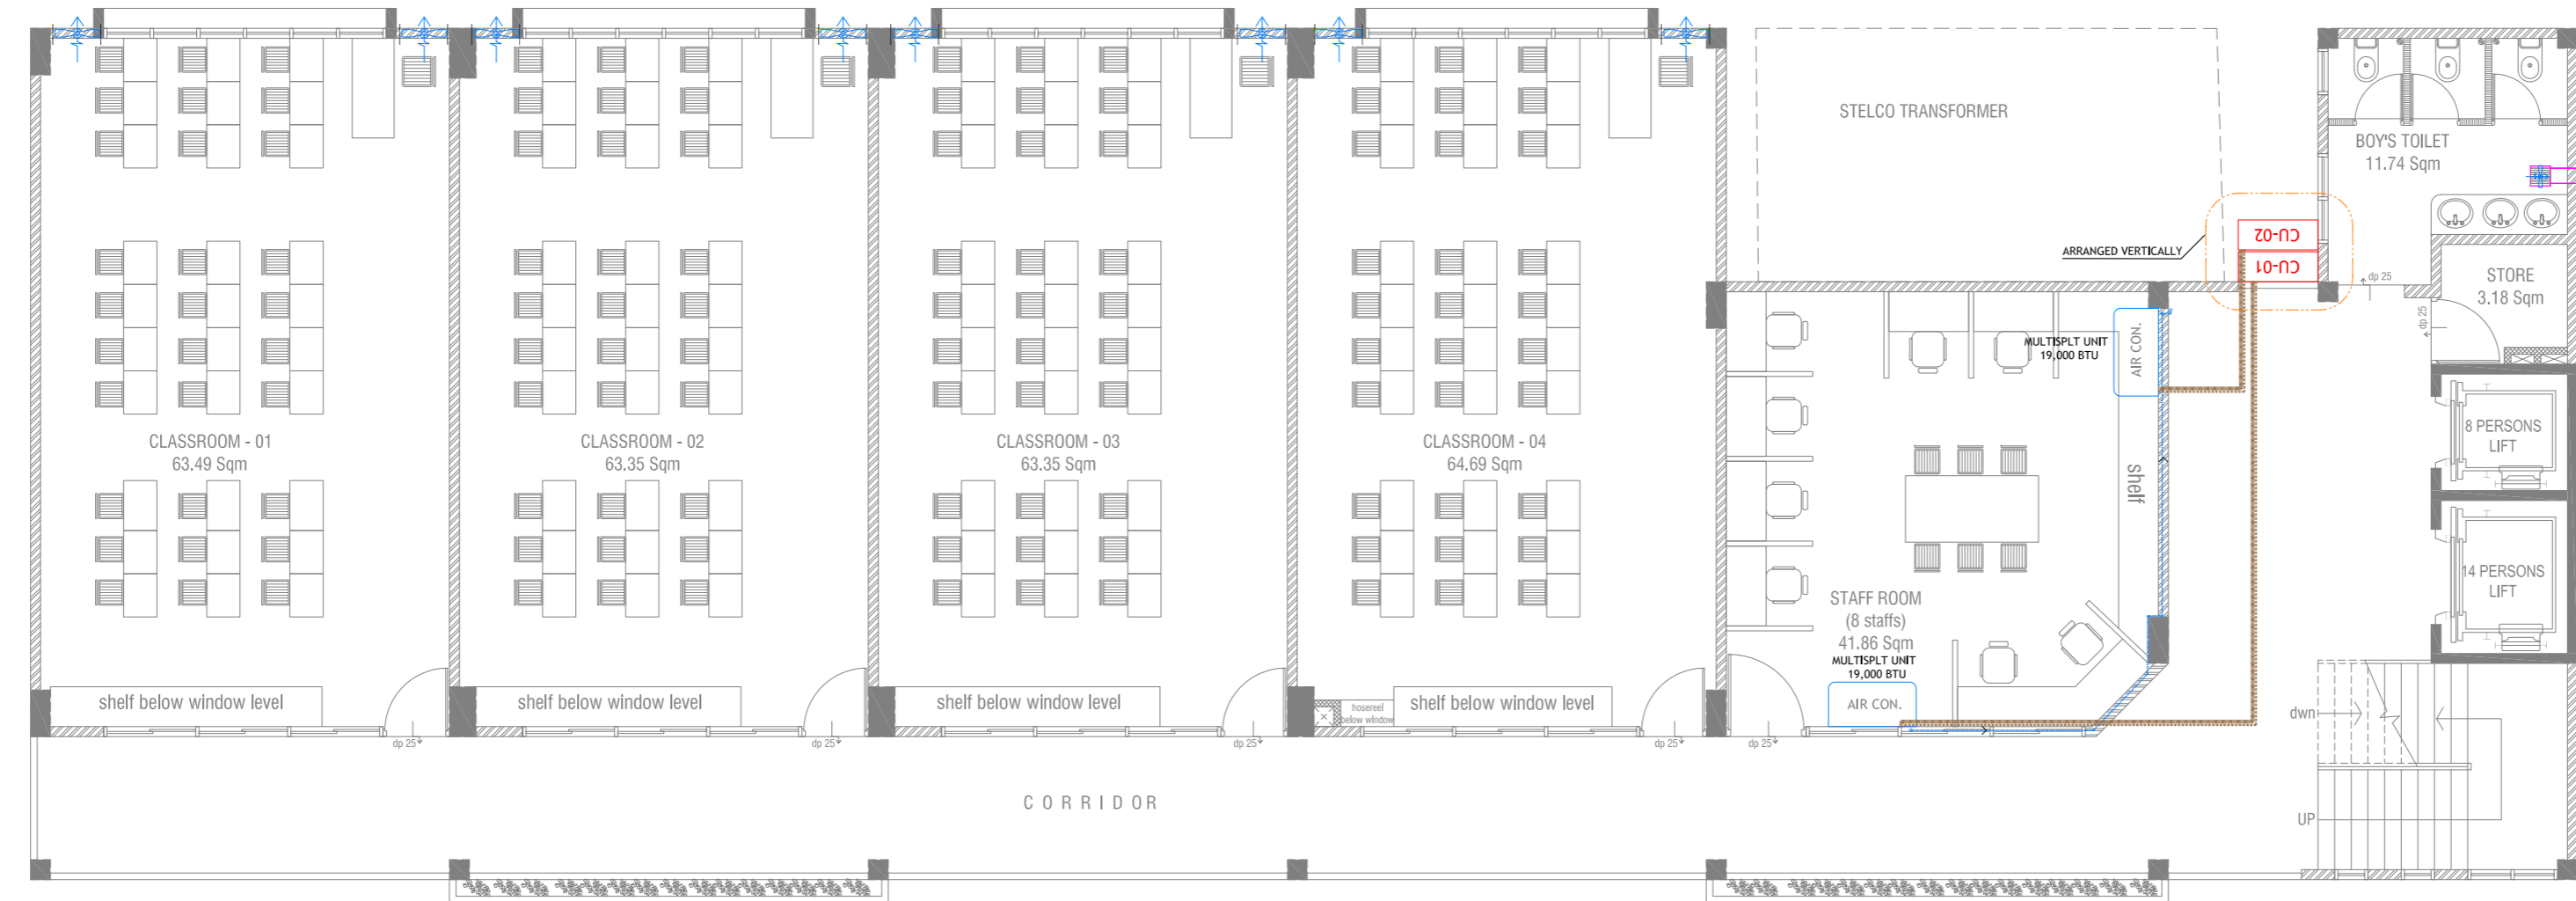 STELCO TRANSFORMER
BOY'S TOILET
11.74 Sqm
CU-02
CU-01
ARRANGED VERTICALLY
dp 25
STORE
3.18 Sqm
dp 25
MULTISPLT UNIT
19,000 BTU
AIR CON.
8 PERSONS
LIFT
CLASSROOM - 01
63.49 Sqm
CLASSROOM - 02
63.35 Sqm
CLASSROOM - 03
63.35 Sqm
CLASSROOM - 04
64.69 Sqm
shelf
14 PERSONS
LIFT
STAFF ROOM
(8 staffs)
41.86 Sqm
MULTISPLT UNIT
19,000 BTU
AIR CON.
shelf below window level
shelf below window level
shelf below window level
hosereel
below window
shelf below window level
dp 25
dp 25
dp 25
dp 25
dp 25
dwn
UP
CORRIDOR